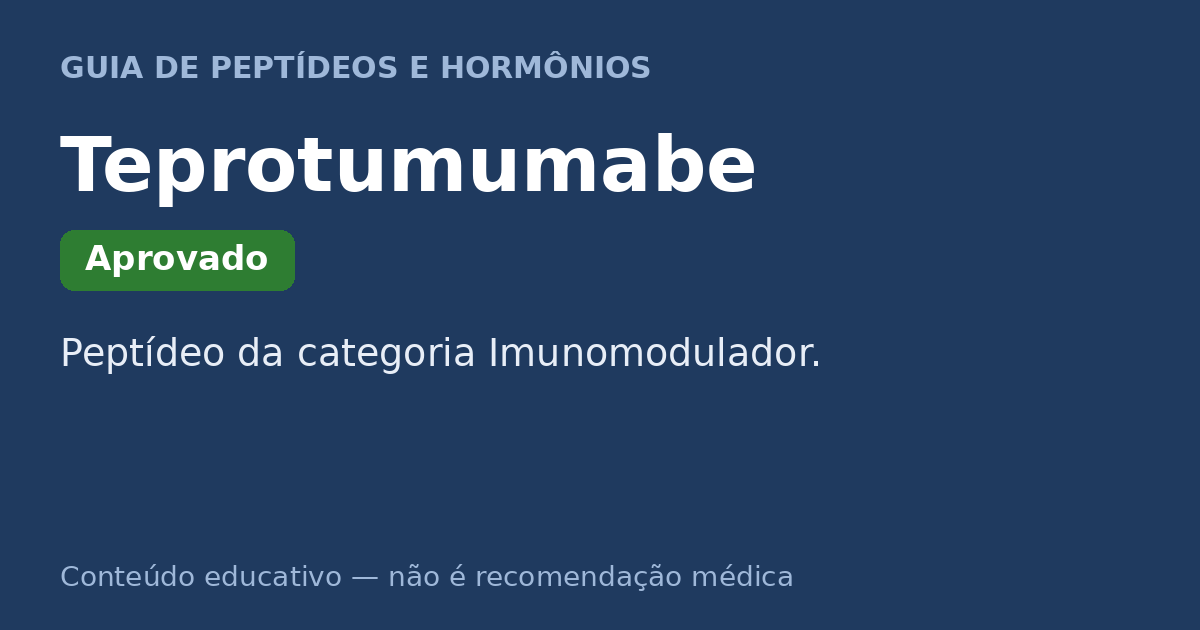 GUIA DE PEPTÍDEOS E HORMÔNIOS
Teprotumumabe
Aprovado
Peptídeo da categoria Imunomodulador.
Conteúdo educativo — não é recomendação médica